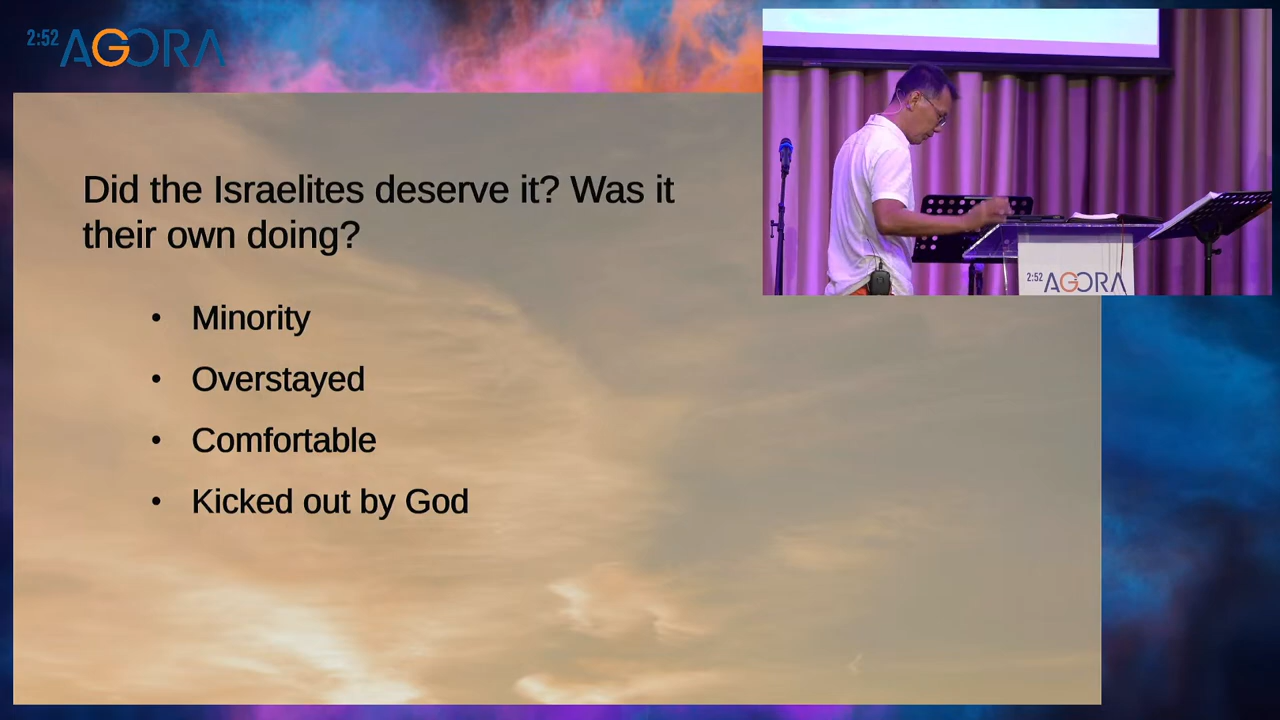 2:52 AGORA
Did the Israelites deserve it? Was it
their own doing?
• Minority
• Overstayed
• Comfortable
• Kicked out by God
2:52 AGORA